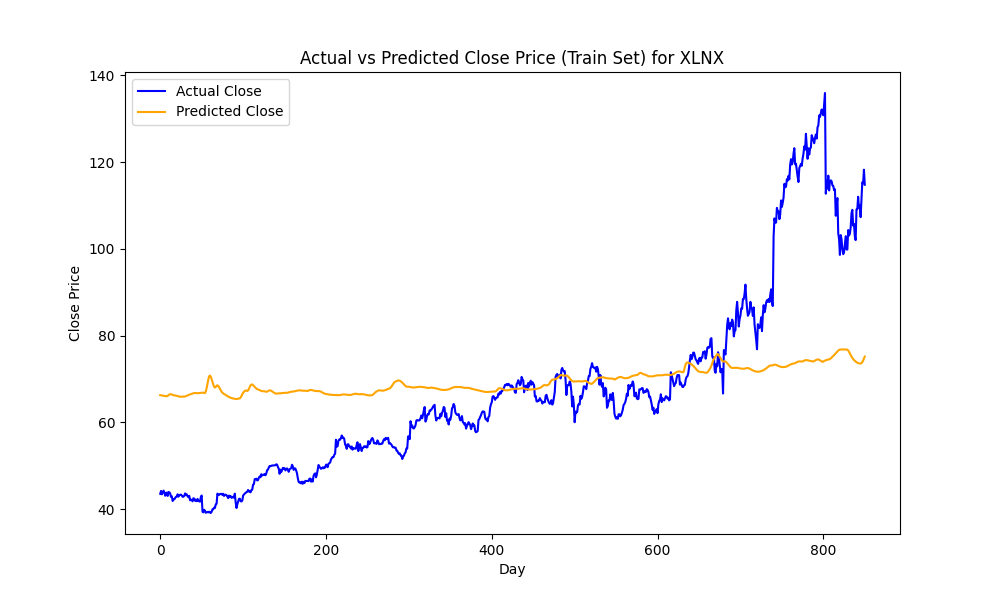 Actual vs Predicted Close Price (Train Set) for XLNX
Actual Close
Predicted Close
Close Price
140
120
100
80
60
40
0 200 400 600 800
Day